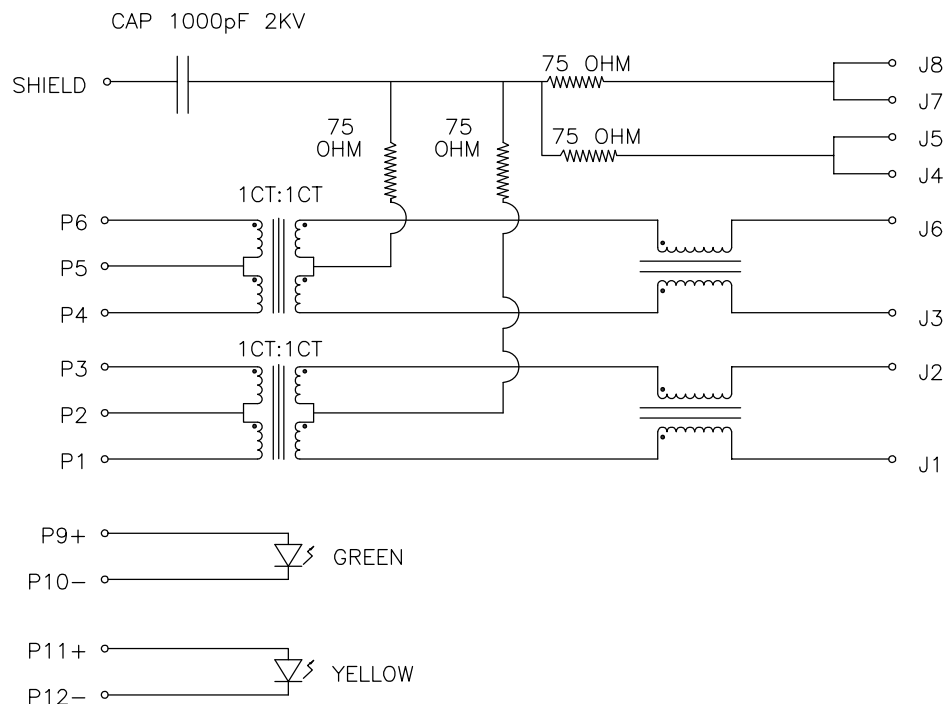 CAP 1000pF 2KV
SHIELD
75 OHM
J8
J7
75 OHM
J5
J4
75
OHM
75
OHM
1CT:1CT
P6
P5
P4
J6
J3
1CT:1CT
P3
P2
P1
J2
J1
P9+
GREEN
P10−
P11+
YELLOW
P12−